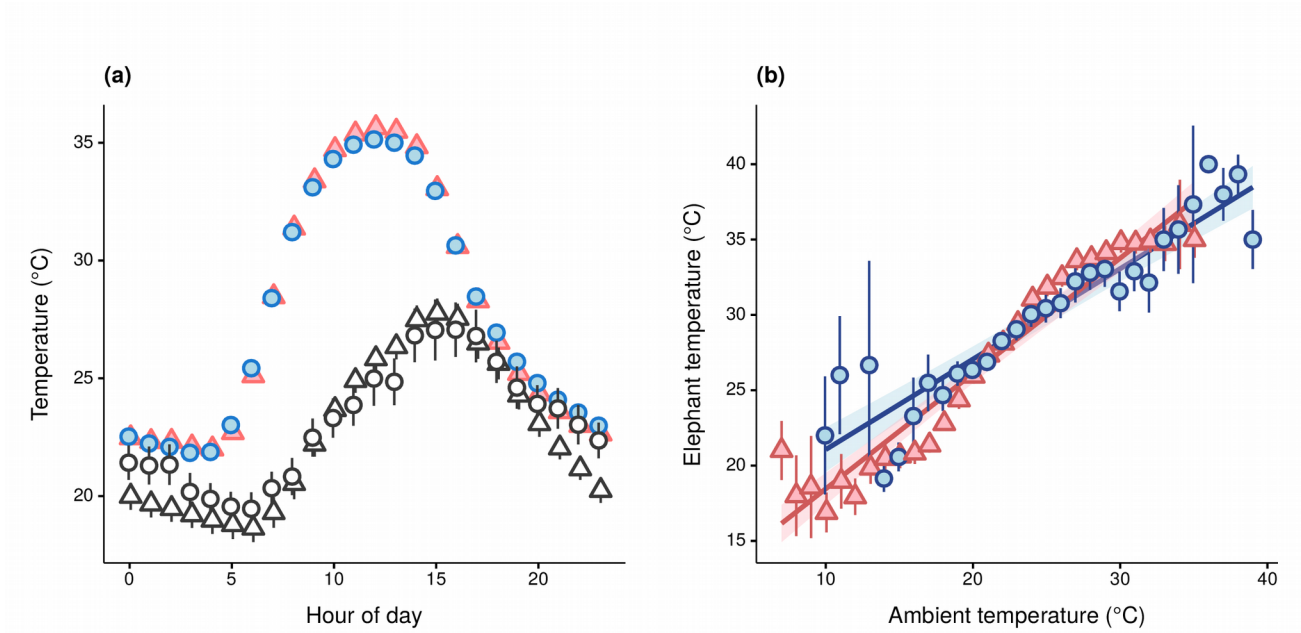 (a)
35
30
25
20
Temperature (°C)
0 5 10 15 20
Hour of day
(b)
40
35
30
25
20
15
Elephant temperature (°C)
10 20 30 40
Ambient temperature (°C)